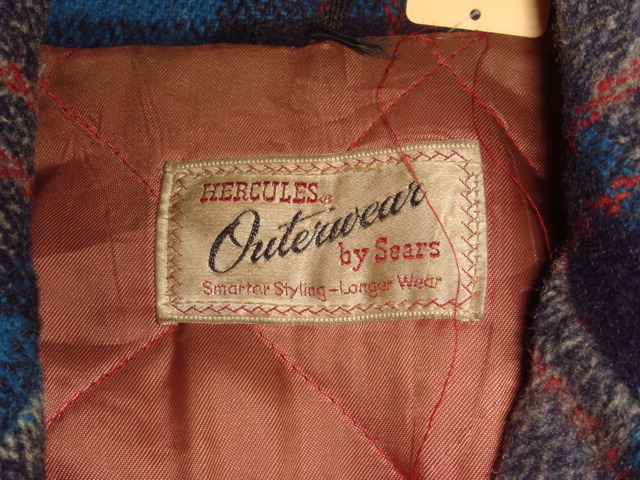 HERCULES®
Outerwear
by Sears
Smarter Styling-Longer Wear